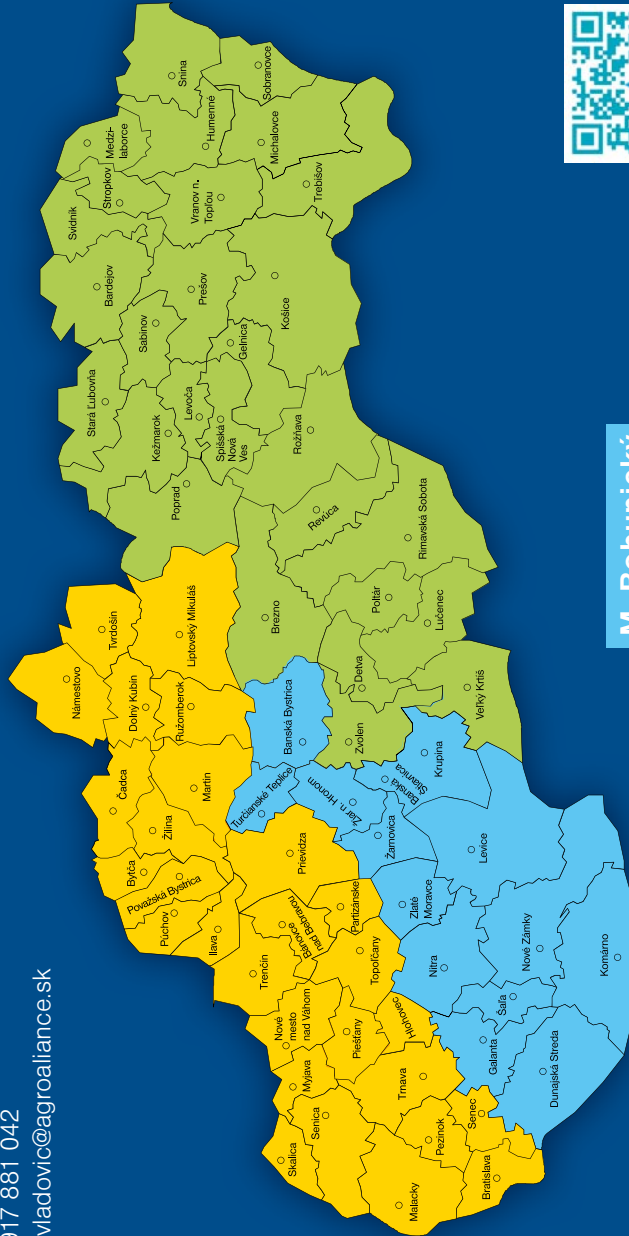 917 881 042
vladovic@agroaliance.sk
Námestovo
Tvrdošín
Dolný Kubín
Čadca
Bytča
Žilina
Považská Bystrica
Púchov
Ilava
Ružomberok
Liptovský Mikuláš
Martin
Svidník
Medzi-
laborce
Stropkov
Bardejov
Stará Ľubovňa
Sabinov
Kežmarok
Poprad
Levoča
Spišská
Nová
Ves
Gelnica
Prešov
Vranov n.
Topľou
Humenné
Snina
Sobranovce
Michalovce
Trebišov
Košice
Rožňava
Revúca
Rimavská Sobota
Brezno
Poltár
Lučenec
Detva
Zvolen
Veľký Krtíš
Banská Bystrica
Turčianské Teplice
Žiar n. Hronom
Banská
Štiavnica
Krupina
Žarnovica
Levice
Zlaté
Moravce
Nitra
Nové Zámky
Komárno
Šaľa
Galanta
Dunajská Streda
Prievidza
Partizánske
Bánovce
nad Bebravou
Topoľčany
Trenčín
Nové
mesto
nad Váhom
Myjava
Piešťany
Hlohovec
Senica
Skalica
Trnava
Malacky
Pezinok
Senec
Bratislava